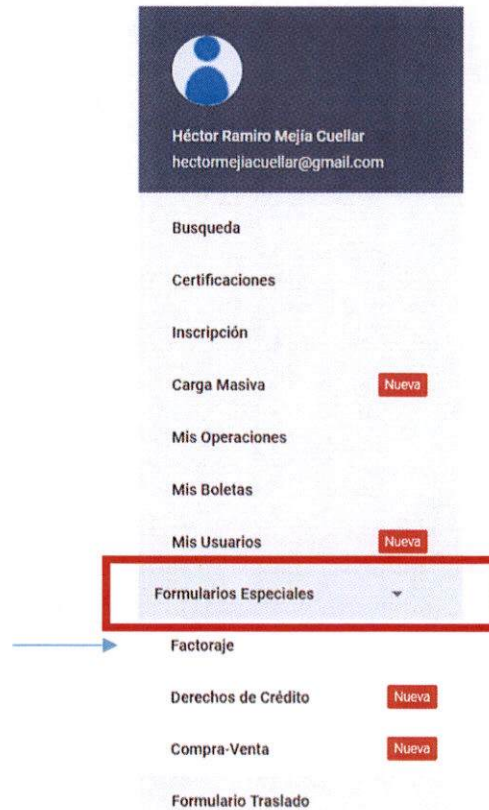 Héctor Ramiro Mejía Cuellar
hectormejiacuellar@gmail.com
Busqueda
Certificaciones
Inscripción
Carga Masiva Nueva
Mis Operaciones
Mis Boletas
Mis Usuarios Nueva
Formularios Especiales
Factoraje
Derechos de Crédito Nueva
Compra-Venta Nueva
Formulario Traslado